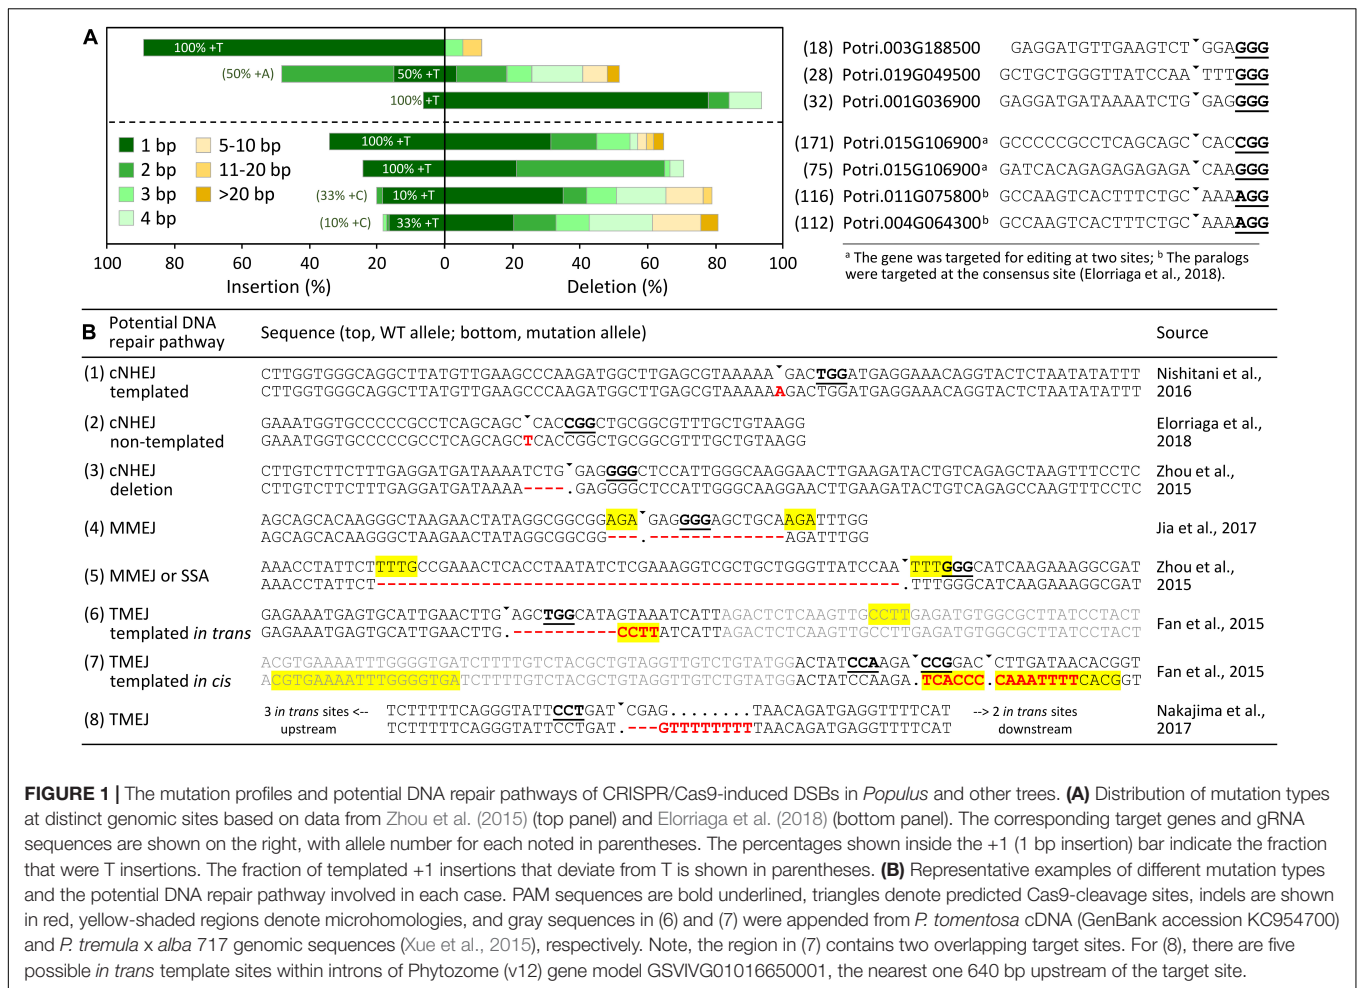 A
100% +T
(18) Potri.003G188500 GAGGATGTTGAAGTCT GGAGGG
(50% +A) 50% +T
(28) Potri.019G049500 GCTGCTGGGTTATCCAA TTTGGG
100% +T
(32) Potri.001G036900 GAGGATGATAAAATCTG GAGGGG
1 bp
2 bp
3 bp
4 bp
5-10 bp
11-20 bp
>20 bp
100% +T
(171) Potri.015G106900ᵃ GCCCCCGCCTCAGCAGC CACCGG
100% +T
(75) Potri.015G106900ᵃ GATCACAGAGAGAGAGA CAAGGG
(33% +C) 10% +T
(116) Potri.011G075800ᵇ GCCAAGTCACTTTCTGC AAAAGG
(10% +C) 33% +T
(112) Potri.004G064300ᵇ GCCAAGTCACTTTCTGC AAAAGG
100 80 60 40 20 0 20 40 60 80 100
Insertion (%) Deletion (%)
ᵃ The gene was targeted for editing at two sites; ᵇ The paralogs
were targeted at the consensus site (Elorriaga et al., 2018).
B Potential DNA repair pathway Sequence (top, WT allele; bottom, mutation allele) Source
(1) cNHEJ CTTGGTGGGCAGGCTTATGTTGAAGCCCAAGATGGCTTGAGCGTAAAAA GACTGGATGAGGAAACAGGTACTCTAATATATTT Nishitani et al.,
templated CTTGGTGGGCAGGCTTATGTTGAAGCCCAAGATGGCTTGAGCGTAAAAAAGACTGGATGAGGAAACAGGTACTCTAATATATTT 2016
(2) cNHEJ GAAATGGTGCCCCCGCCTCAGCAGC CACCGGCTGCGGCGTTTGCTGTAAGG Elorriaga et al.,
non-templated GAAATGGTGCCCCCGCCTCAGCAGCTCACCGGCTGCGGCGTTTGCTGTAAGG 2018
(3) cNHEJ CTTGTCTTCTTTGAGGATGATAAAATCTG GAGGGGCTCCATTGGGCAAGGAACTTGAAGATACTGTCAGAGCTAAGTTTCCTC Zhou et al.,
deletion CTTGTCTTCTTTGAGGATGATAAAA----.GAGGGGCTCCATTGGGCAAGGAACTTGAAGATACTGTCAGAGCCAAGTTTCCTC 2015
(4) MMEJ AGCAGCACAAGGGCTAAGAACTATAGGCGGCGGAGA GAGGGGAGCTGCAAGATTTGG Jia et al., 2017
AGCAGCACAAGGGCTAAGAACTATAGGCGGCGG---.-------------AGATTTGG
(5) MMEJ or SSA AAACCTATTCTTTTGCCGAAACTCACCTAATATCTCGAAAGGTCGCTGCTGGGTTATCCAA TTTGGGCATCAAGAAAGGCGAT Zhou et al.,
AAACCTATTCT--------------------------------------------------.TTTGGGCATCAAGAAAGGCGAT 2015
(6) TMEJ GAGAAATGAGTGCATTGAACTTG AGCTGGCATAGTAAATCATTAGACTCTCAAGTTGCCTTGAGATGTGGCGCTTATCCTACT Fan et al., 2015
templated in trans GAGAAATGAGTGCATTGAACTTG.----------CCTTATCATTAGACTCTCAAGTTGCCTTGAGATGTGGCGCTTATCCTACT
(7) TMEJ ACGTGAAAATTTGGGGTGATCTTTTGTCTACGCTGTAGGTTGTCTGTATGGACTATCCAAGA CCGGAC CTTGATAACACGGT Fan et al., 2015
templated in cis ACGTGAAAATTTGGGGTGATCTTTTGTCTACGCTGTAGGTTGTCTGTATGGACTATCCAAGA.TCACCC.CAAATTTTCACGGT
(8) TMEJ 3 in trans sites <-- upstream TCTTTTTCAGGGTATTCCTGAT CGAG........TAACAGATGAGGTTTTCAT --> 2 in trans sites downstream Nakajima et al.,
TCTTTTTCAGGGTATTCCTGAT.---GTTTTTTTTTAACAGATGAGGTTTTCAT 2017
FIGURE 1 | The mutation profiles and potential DNA repair pathways of CRISPR/Cas9-induced DSBs in Populus and other trees. (A) Distribution of mutation types
at distinct genomic sites based on data from Zhou et al. (2015) (top panel) and Elorriaga et al. (2018) (bottom panel). The corresponding target genes and gRNA
sequences are shown on the right, with allele number for each noted in parentheses. The percentages shown inside the +1 (1 bp insertion) bar indicate the fraction
that were T insertions. The fraction of templated +1 insertions that deviate from T is shown in parentheses. (B) Representative examples of different mutation types
and the potential DNA repair pathway involved in each case. PAM sequences are bold underlined, triangles denote predicted Cas9-cleavage sites, indels are shown
in red, yellow-shaded regions denote microhomologies, and gray sequences in (6) and (7) were appended from P. tomentosa cDNA (GenBank accession KC954700)
and P. tremula x alba 717 genomic sequences (Xue et al., 2015), respectively. Note, the region in (7) contains two overlapping target sites. For (8), there are five
possible in trans template sites within introns of Phytozome (v12) gene model GSVIVG01016650001, the nearest one 640 bp upstream of the target site.